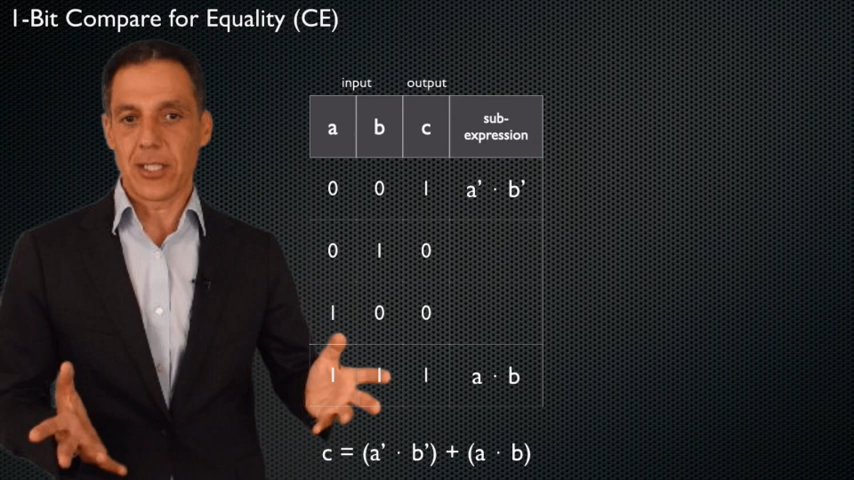 1-Bit Compare for Equality (CE)
input output
a b c sub-expression
0 0 1 a' · b'
0 1 0
1 0 0
1 1 1 a · b
c = (a' · b') + (a · b)